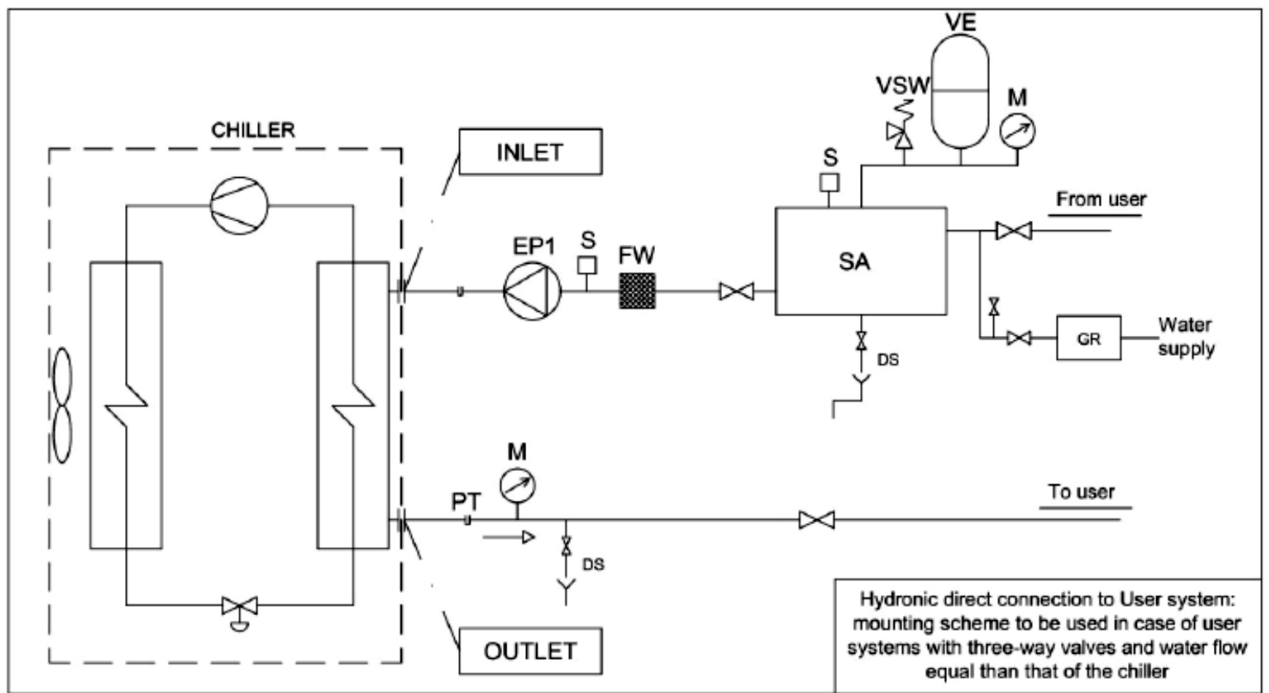 VE
VSW
M
CHILLER
INLET
S
From user
EP1
S
FW
SA
GR
Water
supply
DS
M
PT
To user
DS
OUTLET
Hydronic direct connection to User system:
mounting scheme to be used in case of user
systems with three-way valves and water flow
equal than that of the chiller